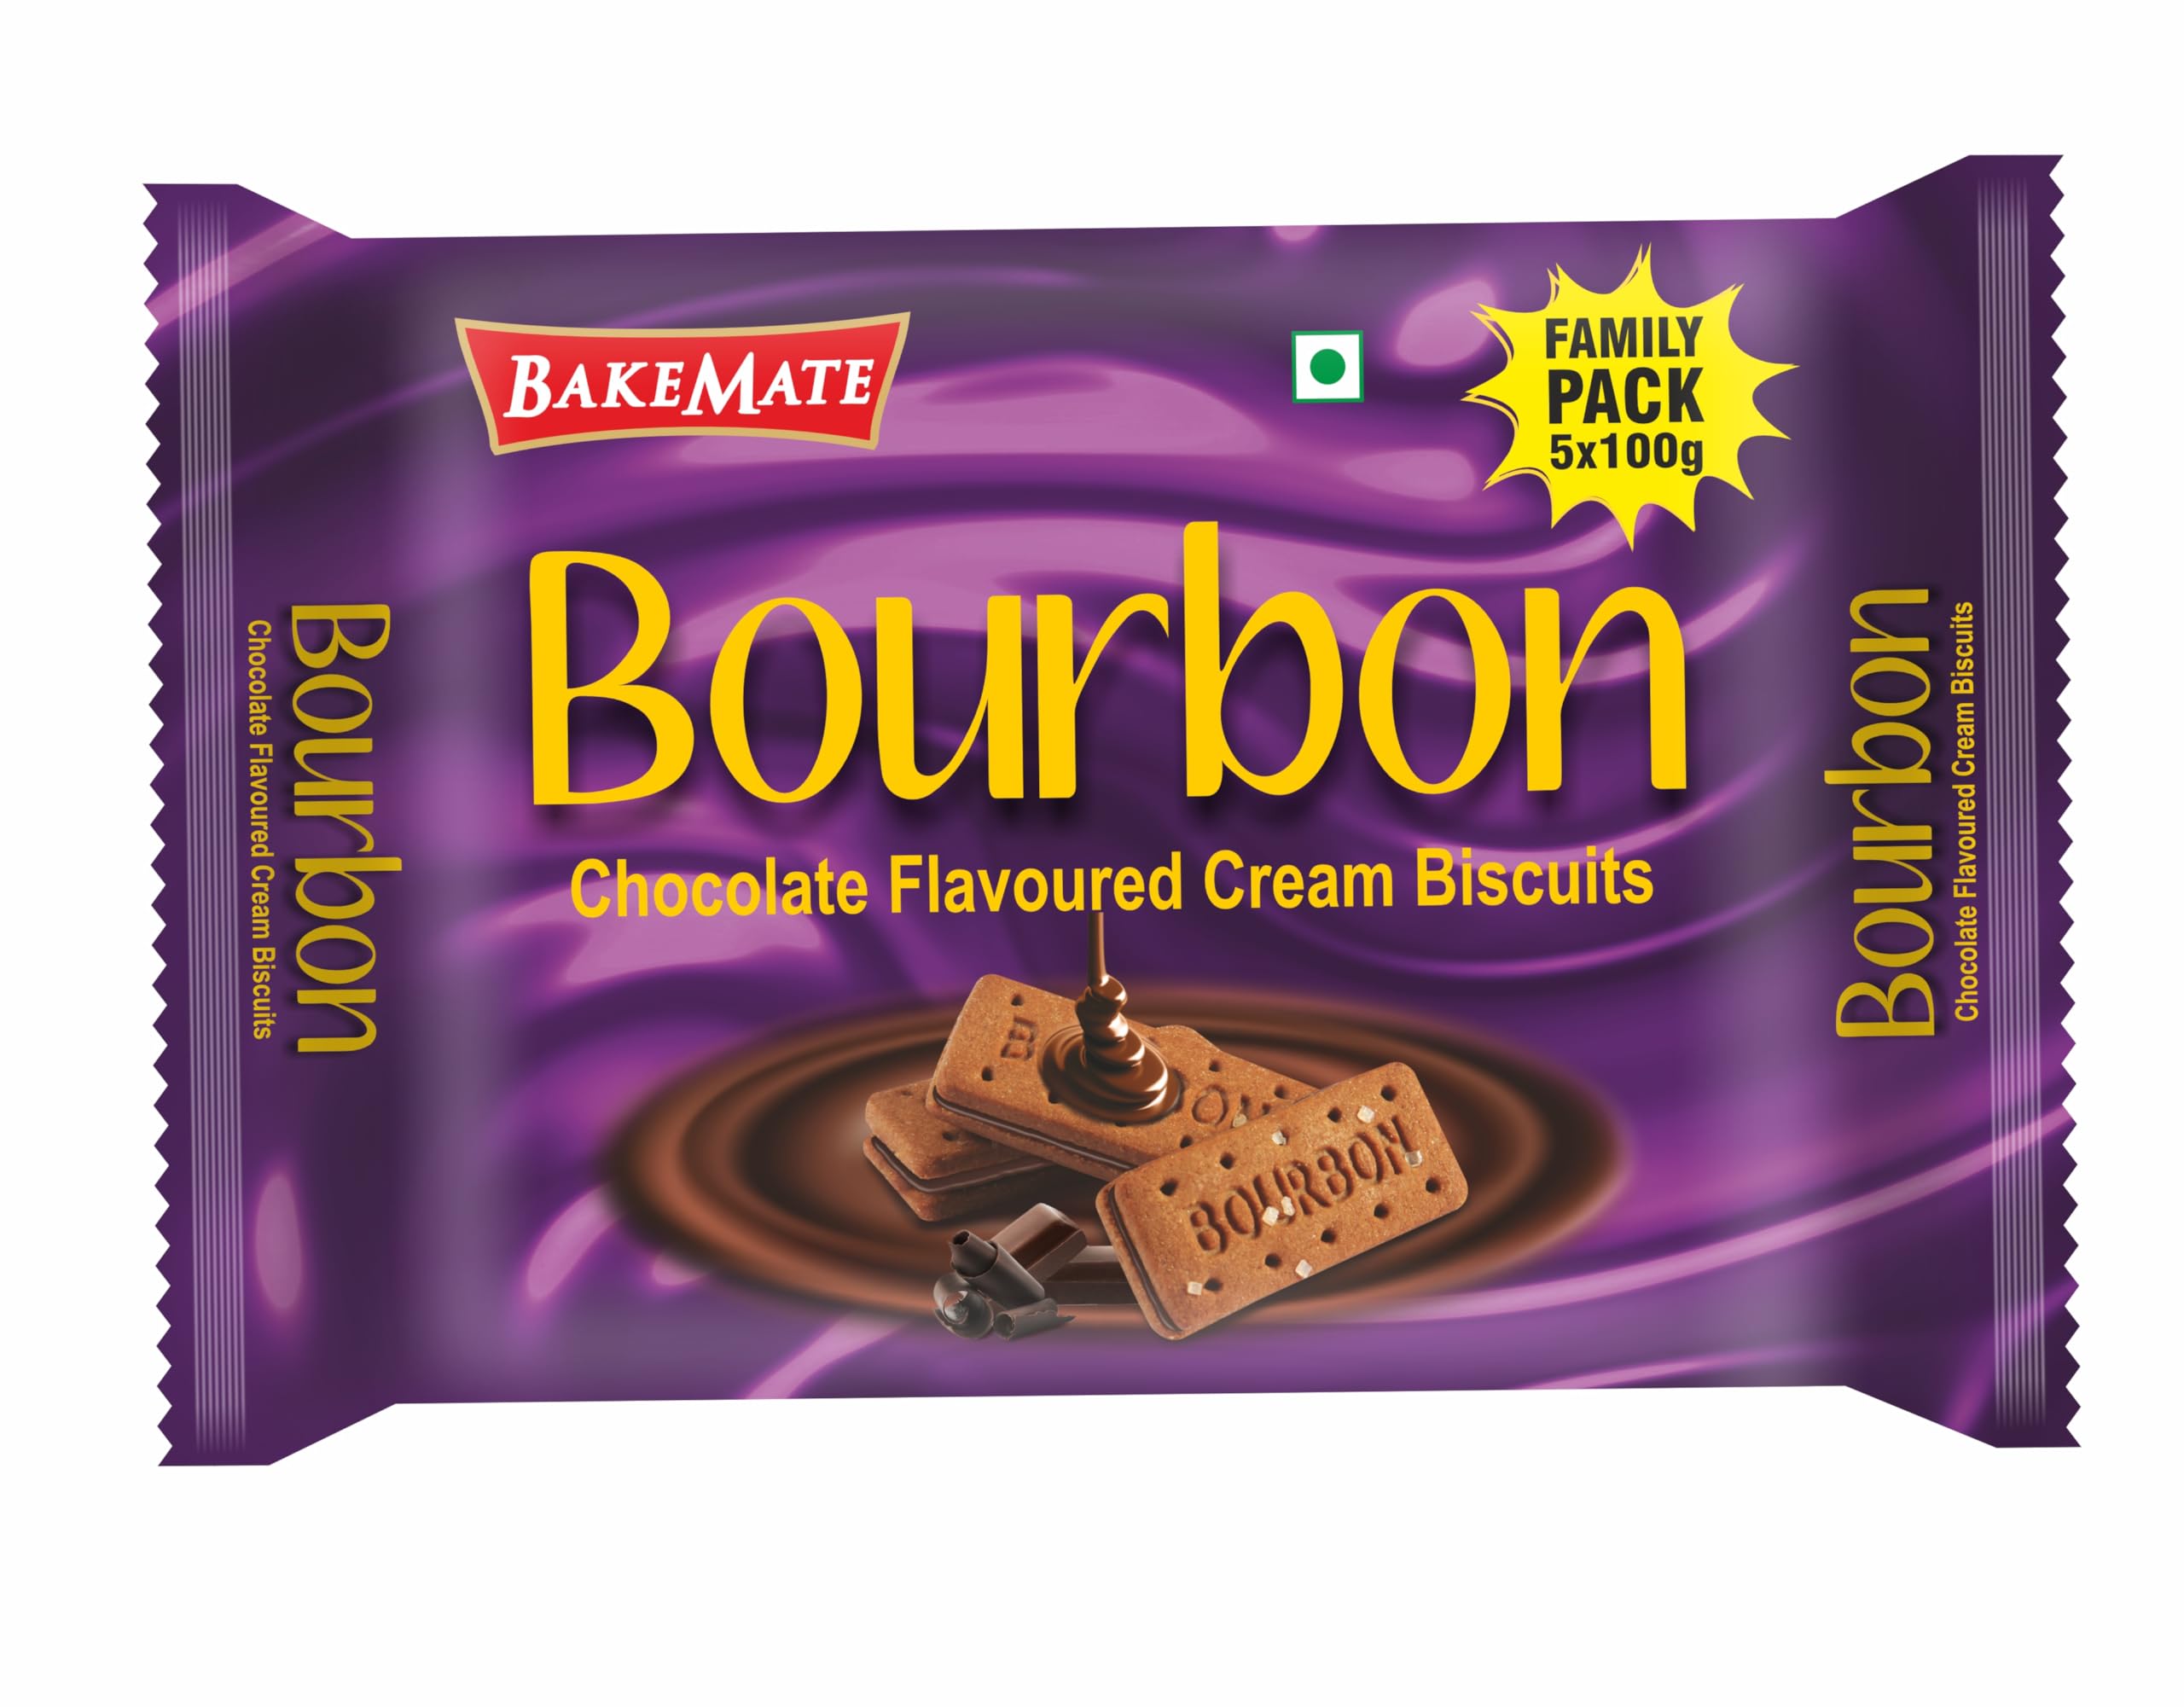 BAKEMATE
FAMILY
PACK
5x100g
Bourbon
Chocolate Flavoured Cream Biscuits
Bourbon
Chocolate Flavoured Cream Biscuits
Bourbon
Chocolate Flavoured Cream Biscuits
B
O
BOURBON